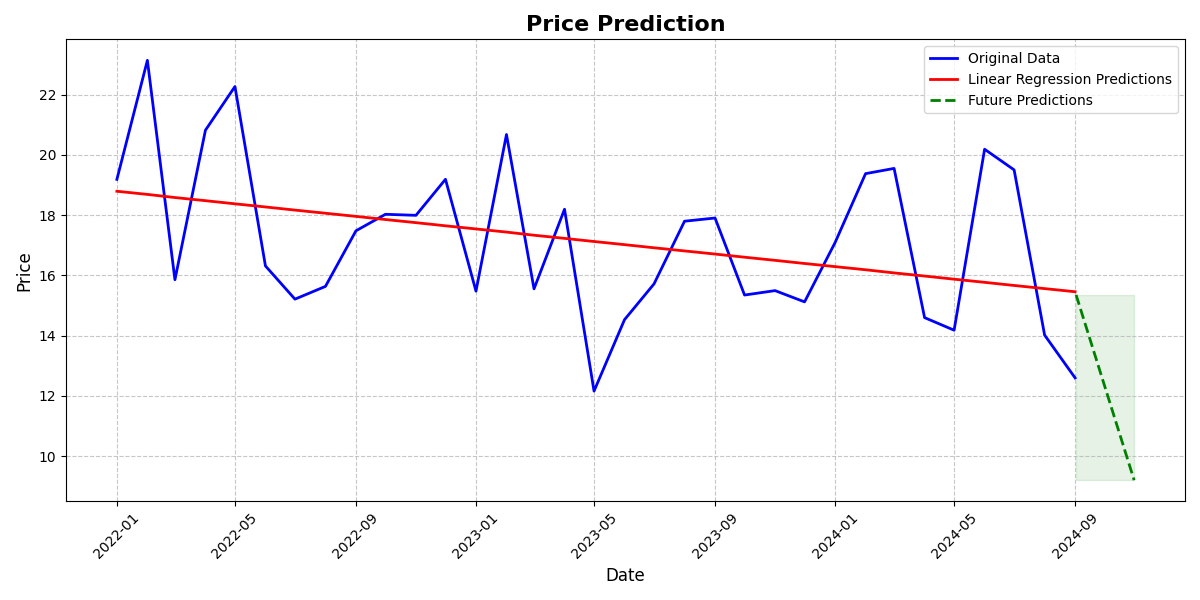 Price Prediction
Original Data
Linear Regression Predictions
Future Predictions
Price
22
20
18
16
14
12
10
2022-01
2022-05
2022-09
2023-01
2023-05
2023-09
2024-01
2024-05
2024-09
Date